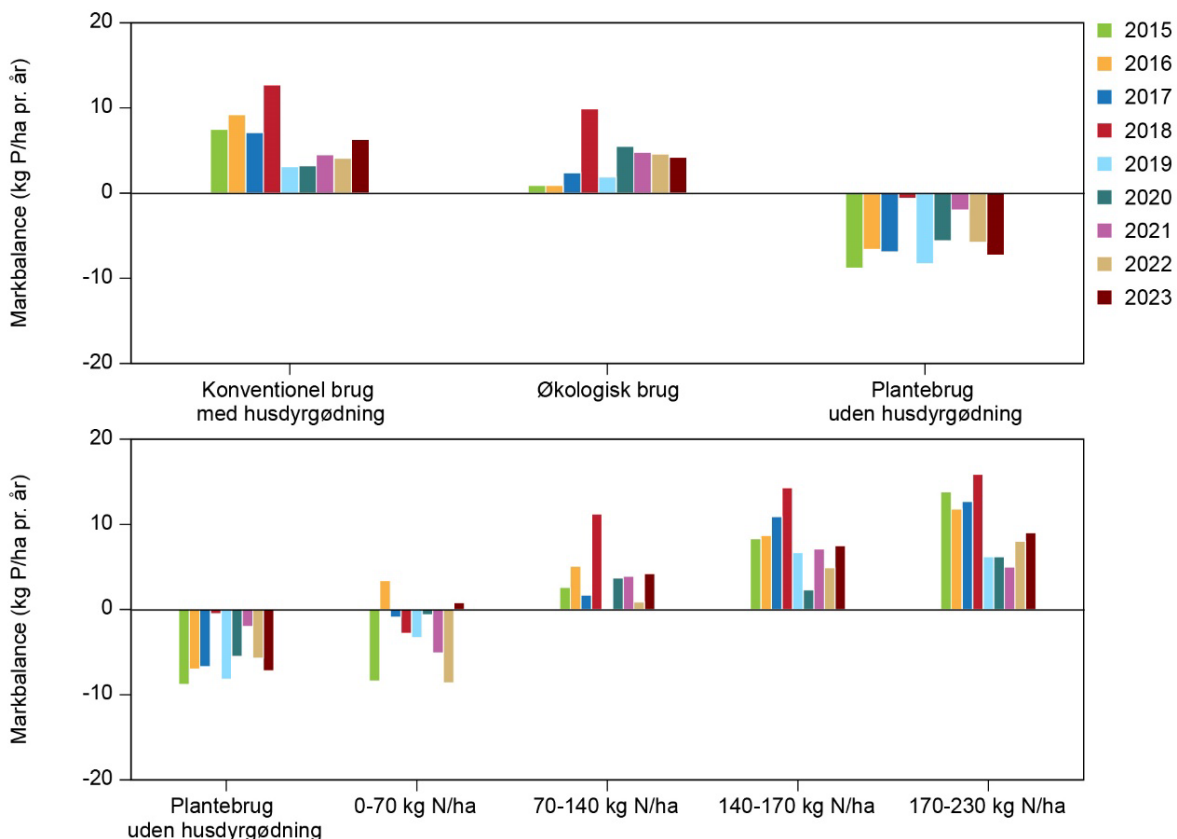 Markbalance (kg P/ha pr. år)
20
10
0
-10
-20
Konventionel brug
med husdyrgødning
Økologisk brug
Plantebrug
uden husdyrgødning
2015
2016
2017
2018
2019
2020
2021
2022
2023
Markbalance (kg P/ha pr. år)
20
10
0
-10
-20
Plantebrug
uden husdyrgødning
0-70 kg N/ha
70-140 kg N/ha
140-170 kg N/ha
170-230 kg N/ha